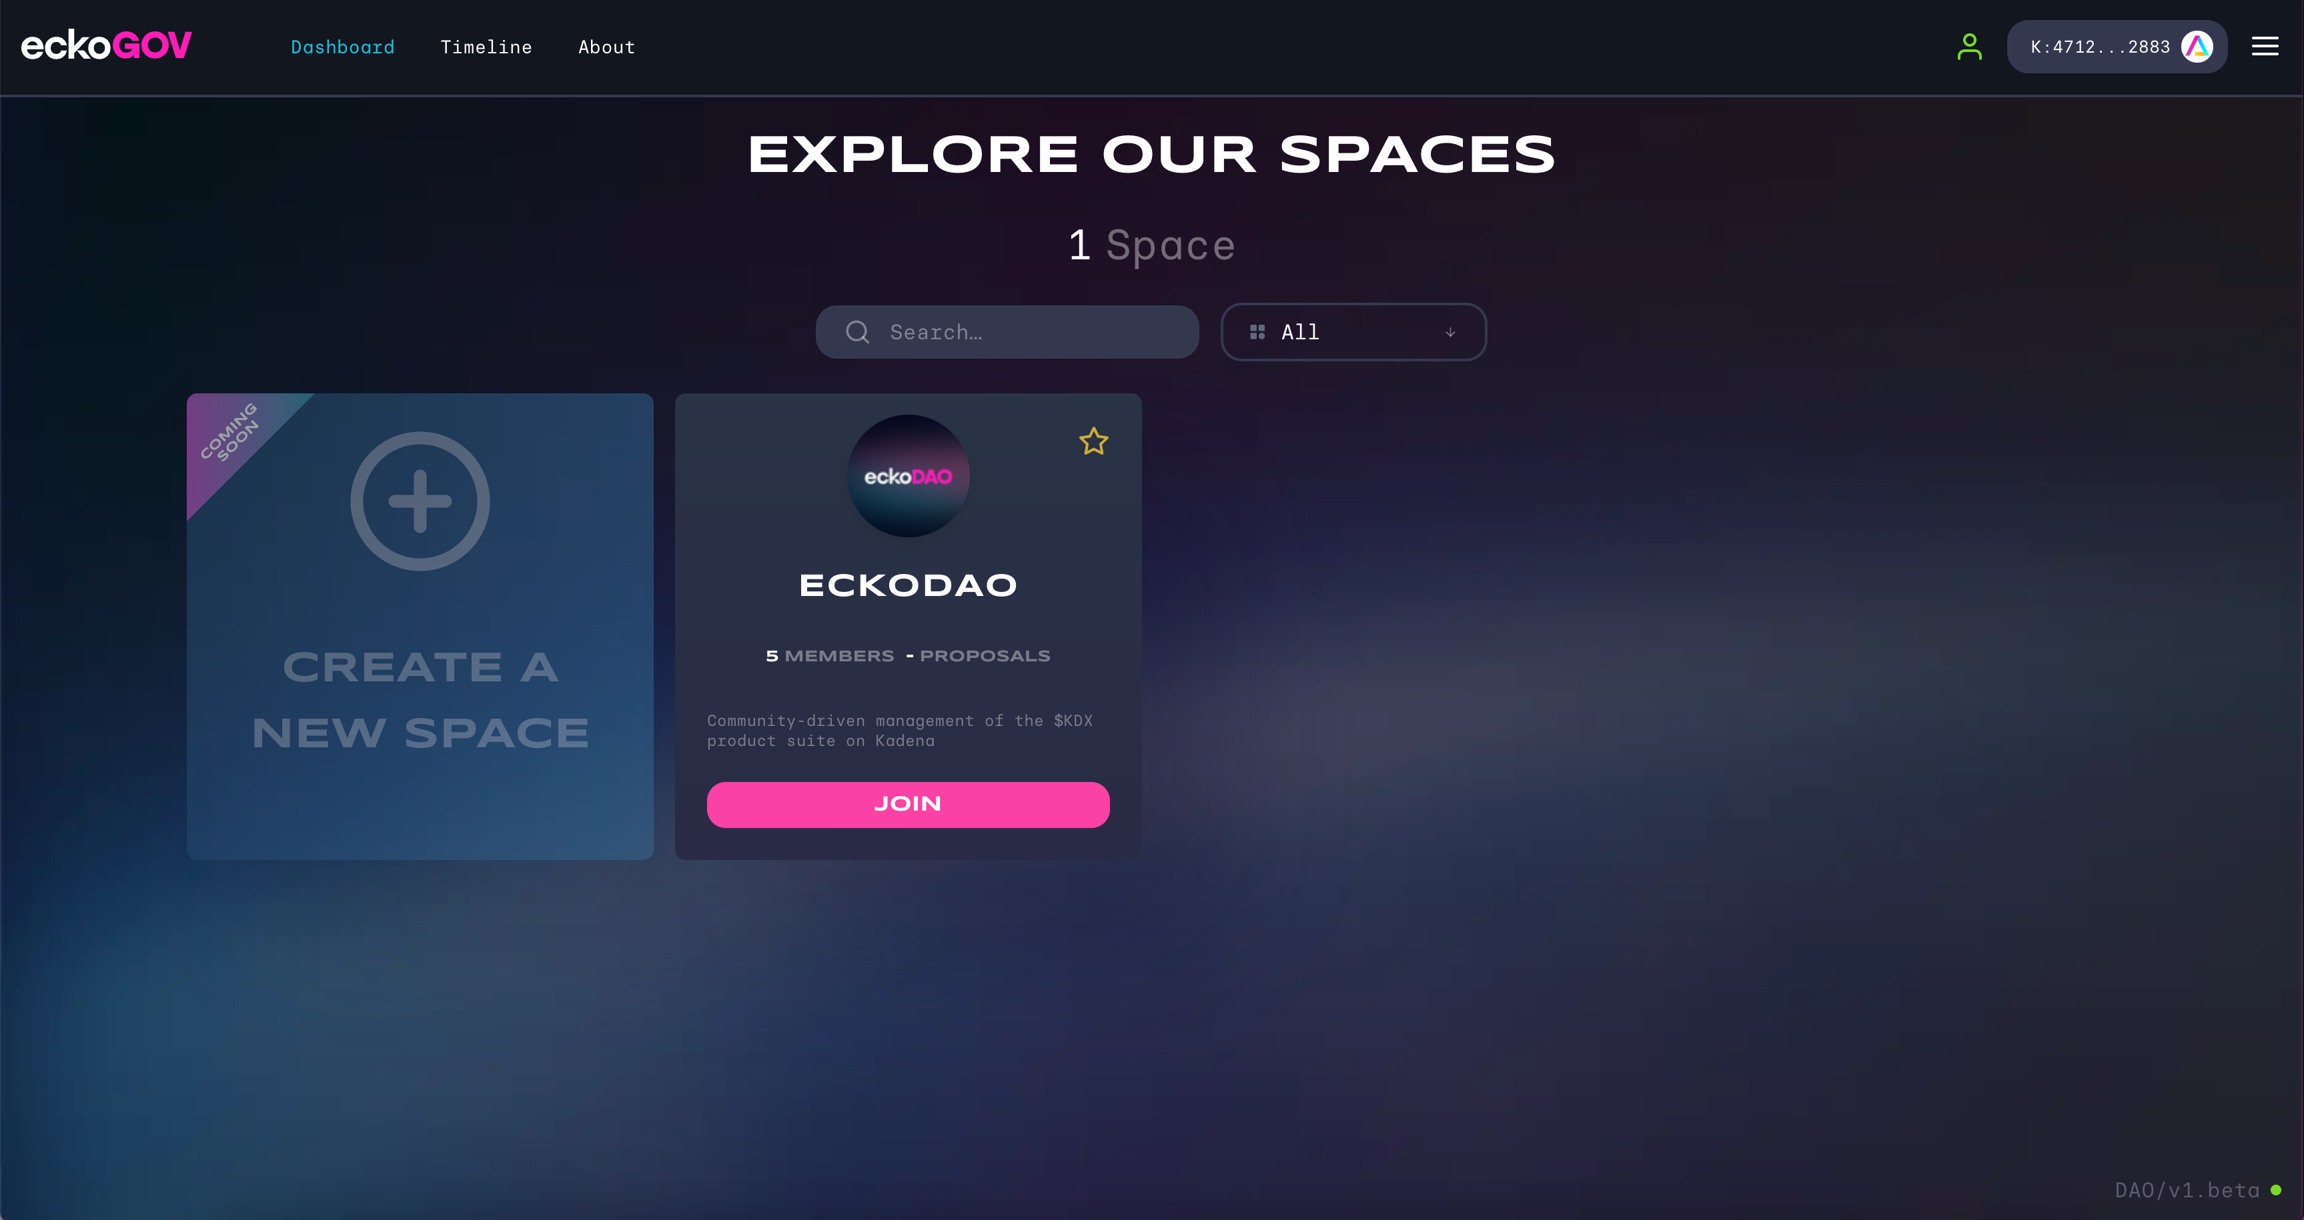 eckoGOV
Dashboard
Timeline
About
K:4712...2883
EXPLORE OUR SPACES
1 Space
Search…
All
COMING
SOON
CREATE A
NEW SPACE
eckoDAO
ECKODAO
5 MEMBERS - PROPOSALS
Community-driven management of the $KDX
product suite on Kadena
JOIN
DAO/v1.beta